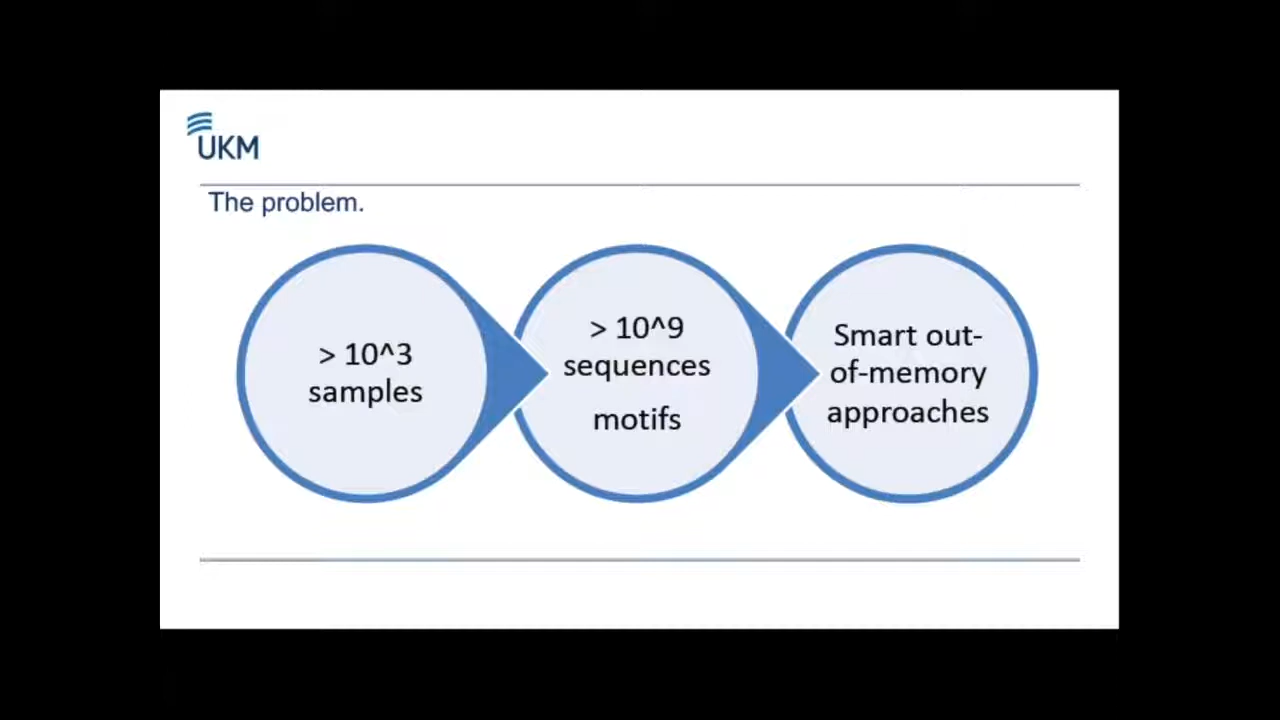 UKM
The problem.
> 10^3
samples
> 10^9
sequences
motifs
Smart out-
of-memory
approaches